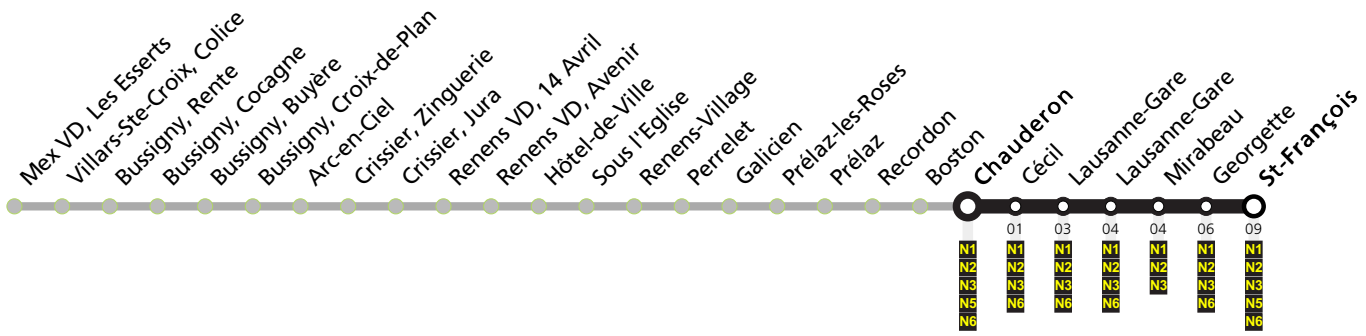 Mex VD, Les Esserts
Villars-Ste-Croix, Colice
Bussigny, Rente
Bussigny, Cocagne
Bussigny, Buyère
Bussigny, Croix-de-Plan
Arc-en-Ciel
Crissier, Zinguerie
Crissier, Jura
Renens VD, 14 Avril
Renens VD, Avenir
Hôtel-de-Ville
Sous l'Eglise
Renens-Village
Perrelet
Galicien
Prélaz-les-Roses
Prélaz
Recordon
Boston
Chauderon
Cécil
Lausanne-Gare
Lausanne-Gare
Mirabeau
Georgette
St-François
01 03 04 04 06 09
N1 N1 N1 N1 N1 N1 N1
N2 N2 N2 N2 N2 N2 N2
N3 N3 N3 N3 N3 N3 N3
N5 N6 N6 N6 N6 N5
N6 N6